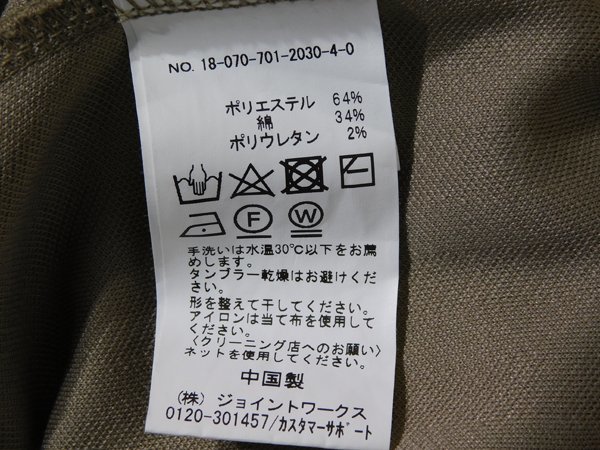 NO. 18-070-701-2030-4-0
ポリエステル 64%
綿 34%
ポリウレタン 2%
F W
手洗いは水温30℃以下をお薦
めします。
タンブラー乾燥はお避けくだ
さい。
形を整えて干してください。
アイロンは当て布を使用して
ください。
〈クリーニング店へのお願い〉
ネットを使用してください。
中国製
(株) ジョイントワークス
0120-301457/カスタマーサポート